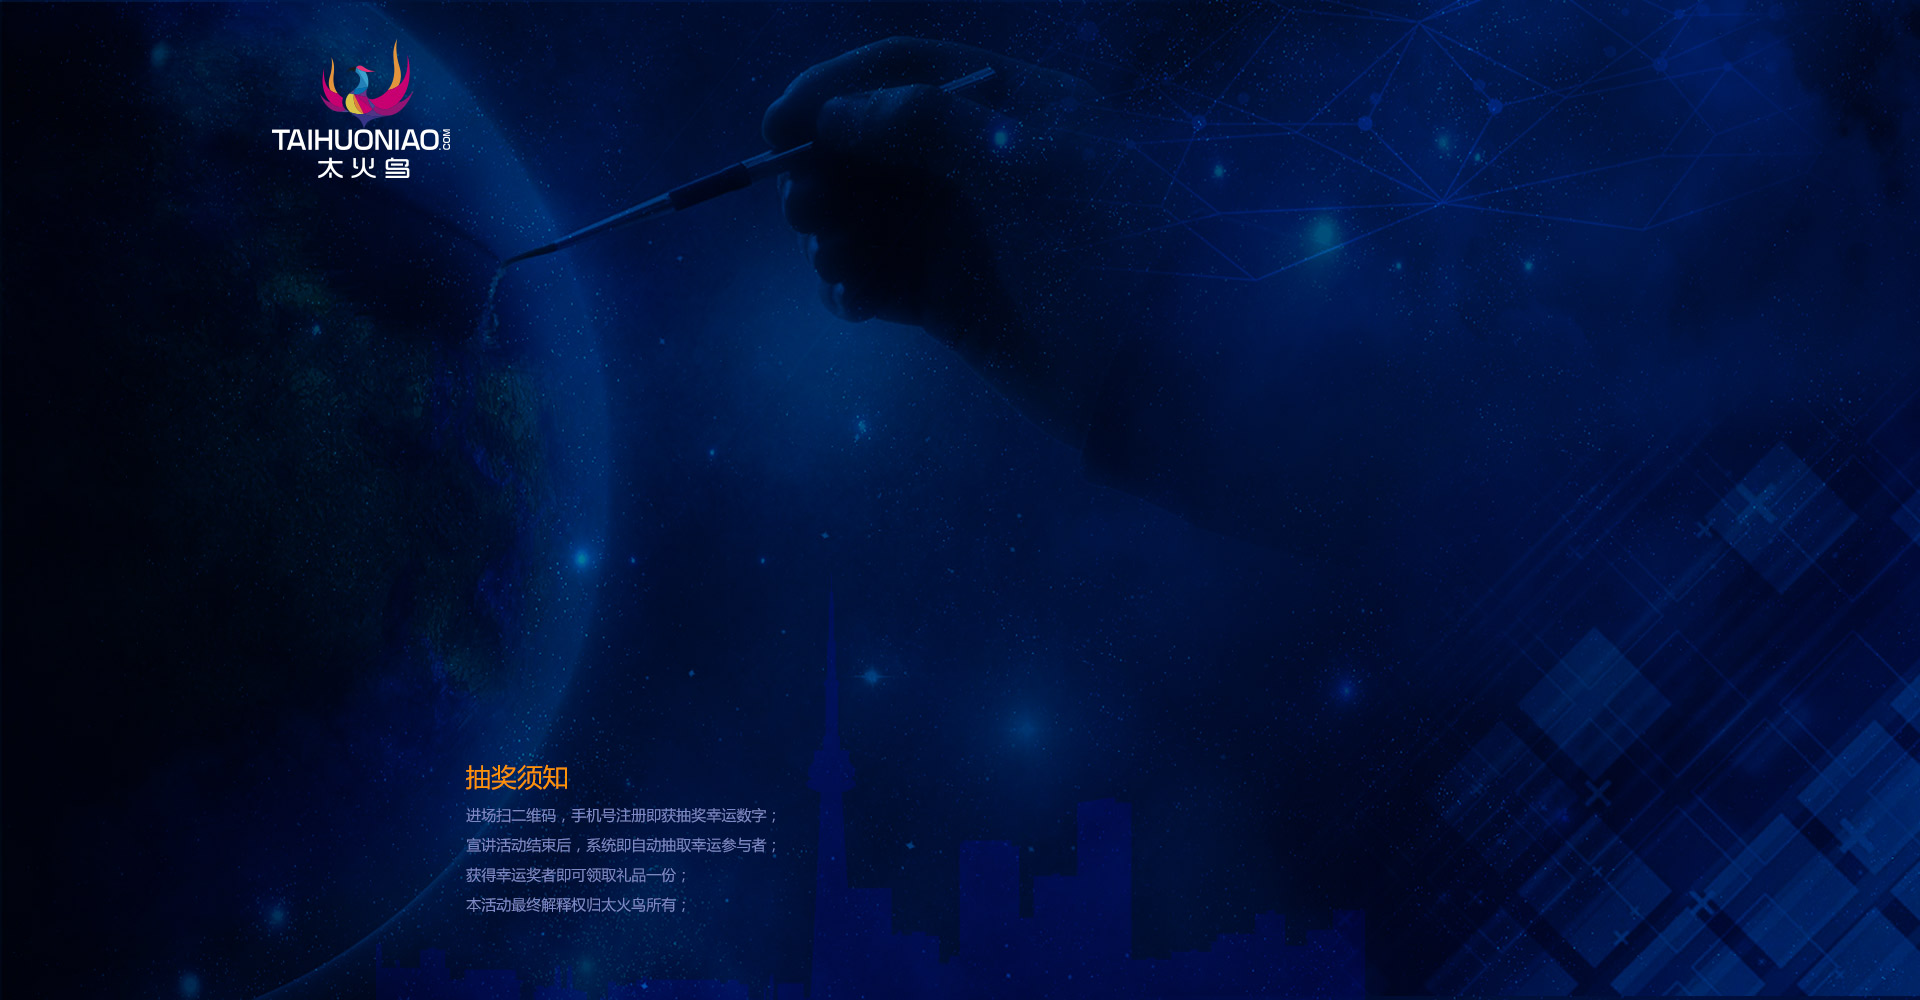 TAIHUONIAO.COM
太火鸟
抽奖须知
进场扫二维码，手机号注册即获抽奖幸运数字；
宣讲活动结束后，系统即自动抽取幸运参与者；
获得幸运奖者即可领取礼品一份；
本活动最终解释权归太火鸟所有；